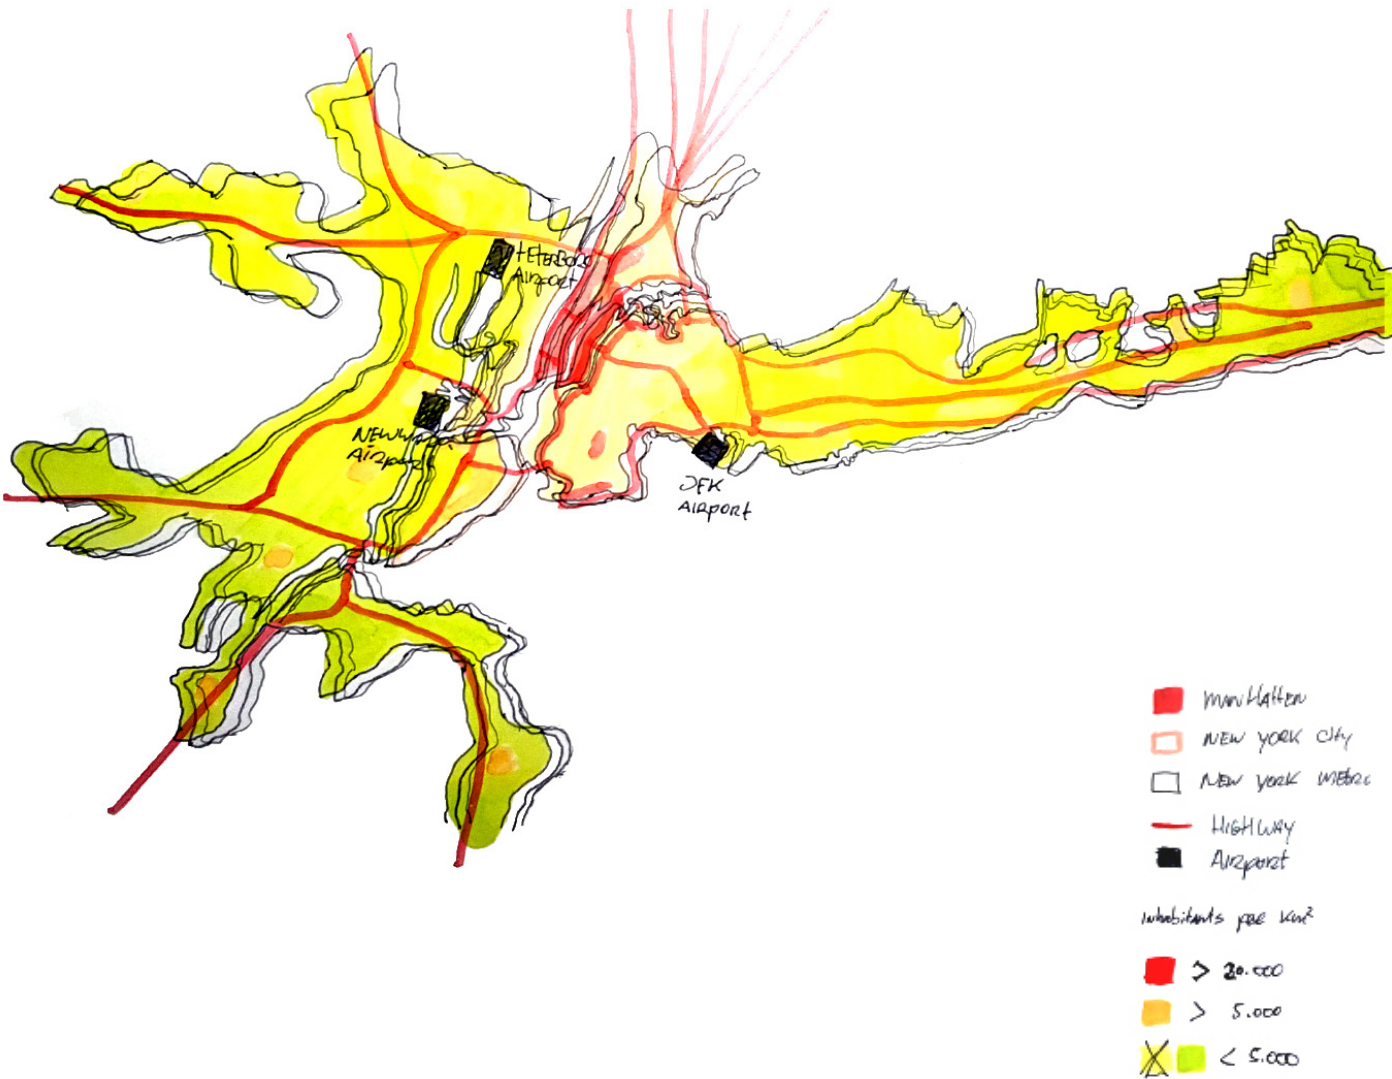 TETERBORO
AIRport
NEWYARK
AIRport
JFK
AIRport
MANHATTEN
NEW YORK CITY
NEW YORK METRO
HIGHWAY
AIRport
inhabitants per Km²
> 20.000
> 5.000
< 5.000